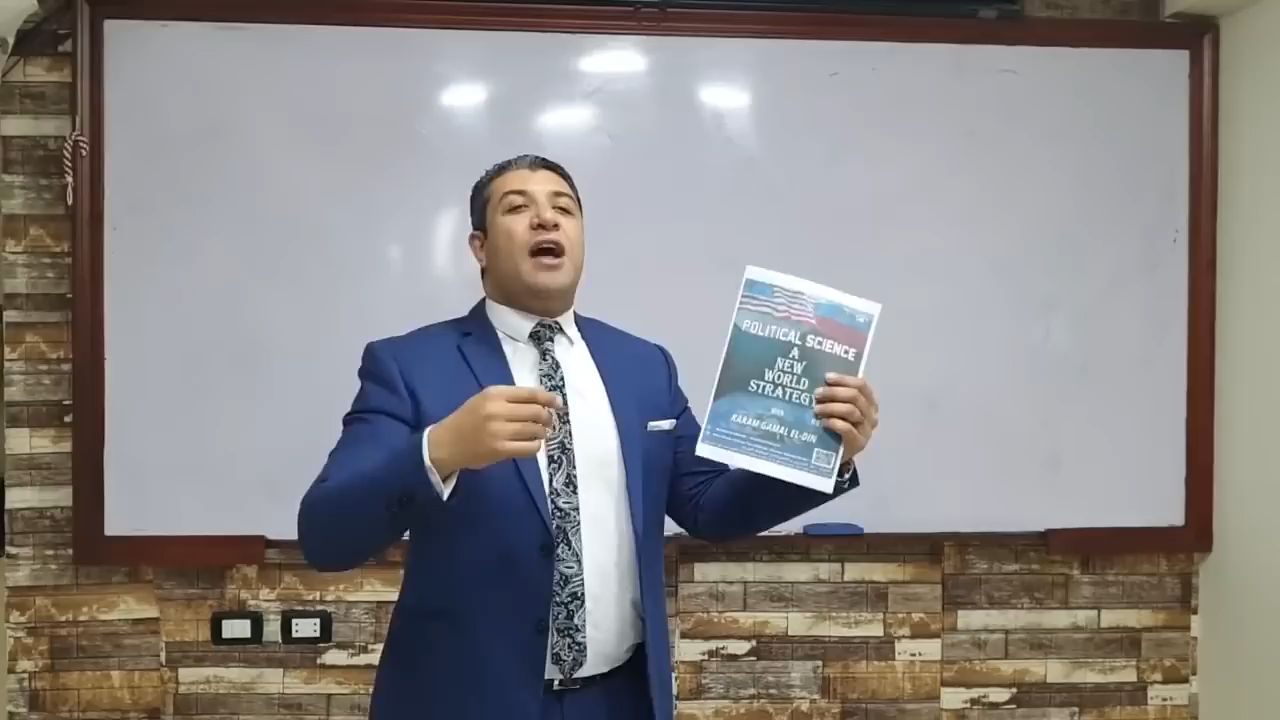 POLITICAL SCIENCE
A
NEW
WORLD
STRATEGY
With
KARAM GAMAL EL-DIN